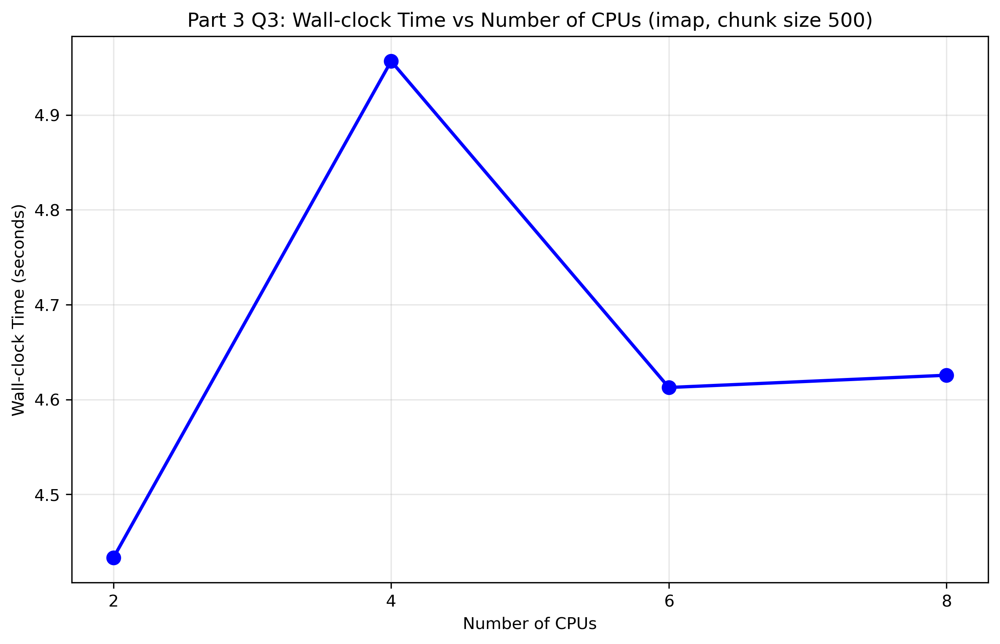 Part 3 Q3: Wall-clock Time vs Number of CPUs (imap, chunk size 500)
Wall-clock Time (seconds)
4.9
4.8
4.7
4.6
4.5
2 4 6 8
Number of CPUs